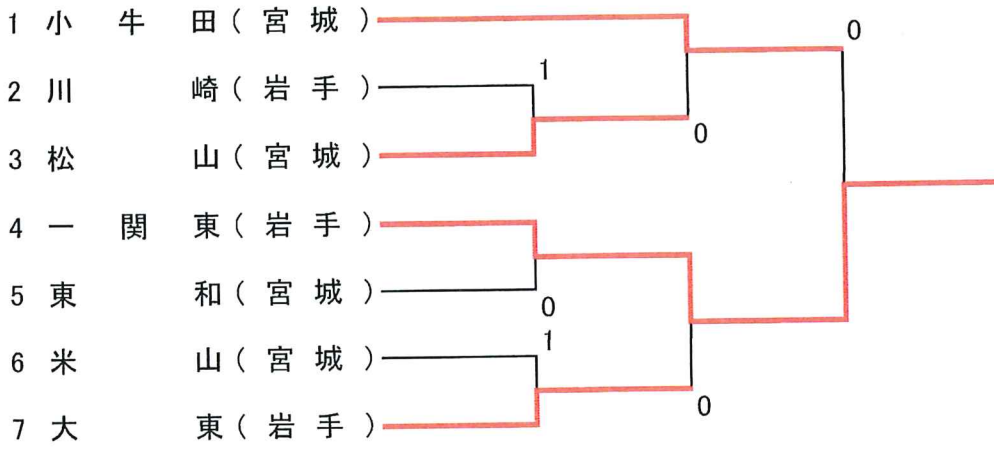 1 小牛田(宮城)
0
2 川崎(岩手)
1
0
3 松山(宮城)
4 一関東(岩手)
5 東和(宮城)
0
6 米山(宮城)
1
0
7 大東(岩手)